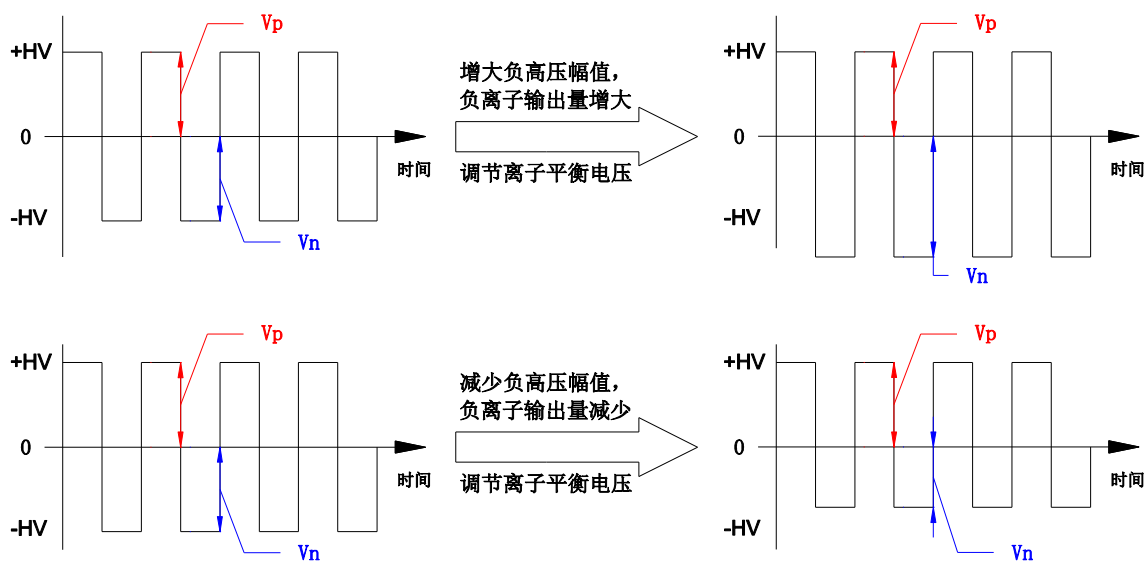 Vp
+HV
0
时间
-HV
Vn
增大负高压幅值，
负离子输出量增大
调节离子平衡电压
Vp
+HV
0
时间
-HV
Vn
Vp
+HV
0
时间
-HV
Vn
减少负高压幅值，
负离子输出量减少
调节离子平衡电压
Vp
+HV
0
时间
-HV
Vn